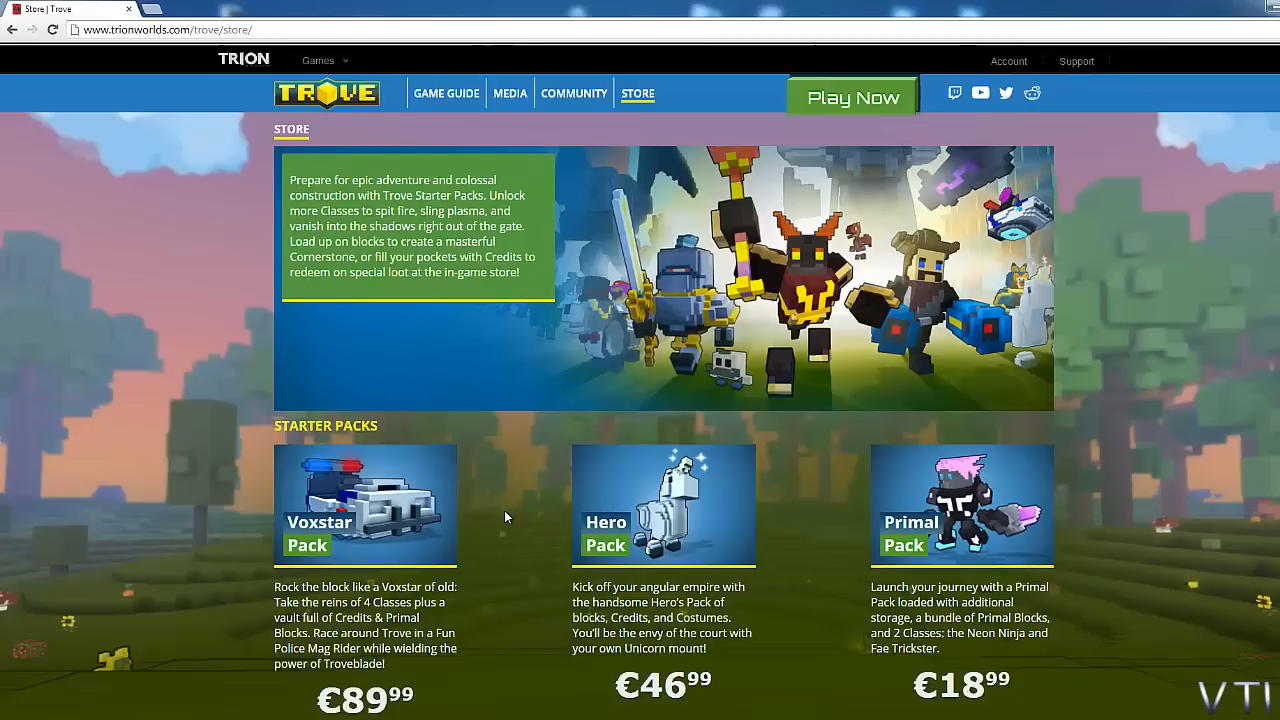 Store | Trove
www.trionworlds.com/trove/store/
TRION
Games
Account
Support
TROVE
GAME GUIDE
MEDIA
COMMUNITY
STORE
Play Now
STORE
Prepare for epic adventure and colossal
construction with Trove Starter Packs. Unlock
more Classes to spit fire, sling plasma, and
vanish into the shadows right out of the gate.
Load up on blocks to create a masterful
Cornerstone, or fill your pockets with Credits to
redeem on special loot at the in-game store!
STARTER PACKS
Voxstar
Pack
Rock the block like a Voxstar of old:
Take the reins of 4 Classes plus a
vault full of Credits & Primal
Blocks. Race around Trove in a Fun
Police Mag Rider while wielding the
power of Troveblade!
€89⁹⁹
Hero
Pack
Kick off your angular empire with
the handsome Hero's Pack of
blocks, Credits, and Costumes.
You'll be the envy of the court with
your own Unicorn mount!
€46⁹⁹
Primal
Pack
Launch your journey with a Primal
Pack loaded with additional
storage, a bundle of Primal Blocks,
and 2 Classes: the Neon Ninja and
Fae Trickster.
€18⁹⁹
VTI